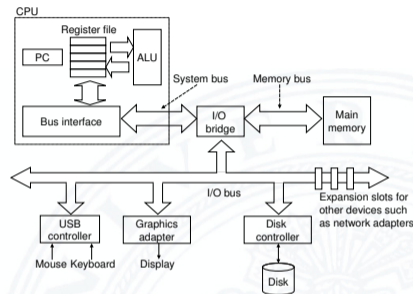 CPU
Register file
PC
ALU
System bus
Memory bus
Bus interface
I/O
bridge
Main
memory
I/O bus
Expansion slots for
other devices such
as network adapters
USB
controller
Graphics
adapter
Disk
controller
Mouse Keyboard
Display
Disk